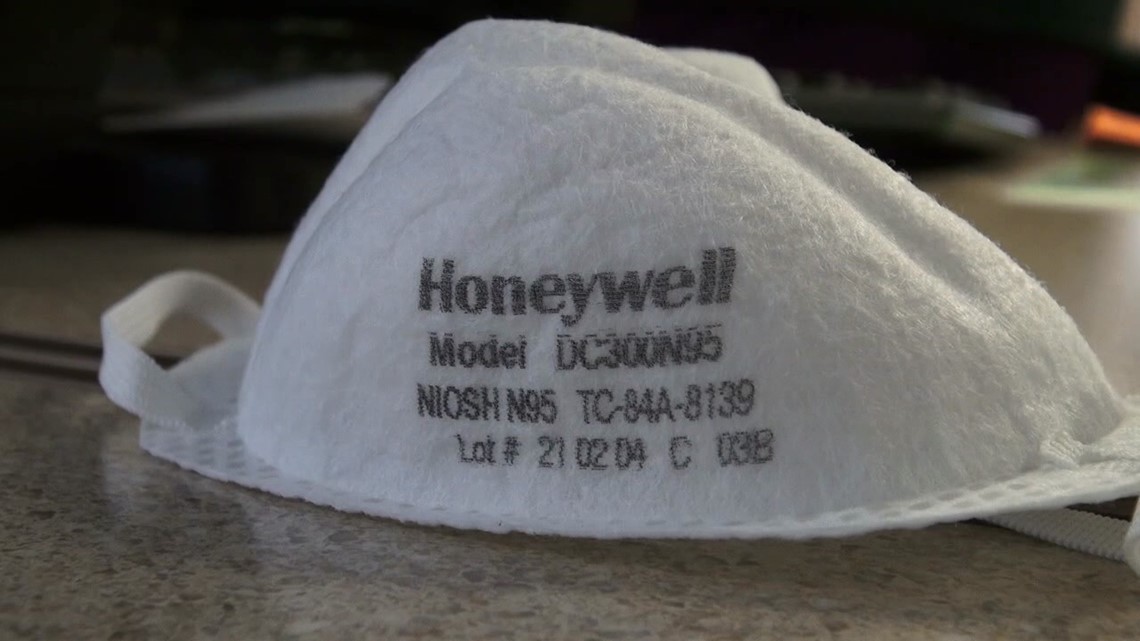 Honeywell
Model DC300N95
NIOSH N95 TC-84A-8139
Lot # 21 02 04 C 03B